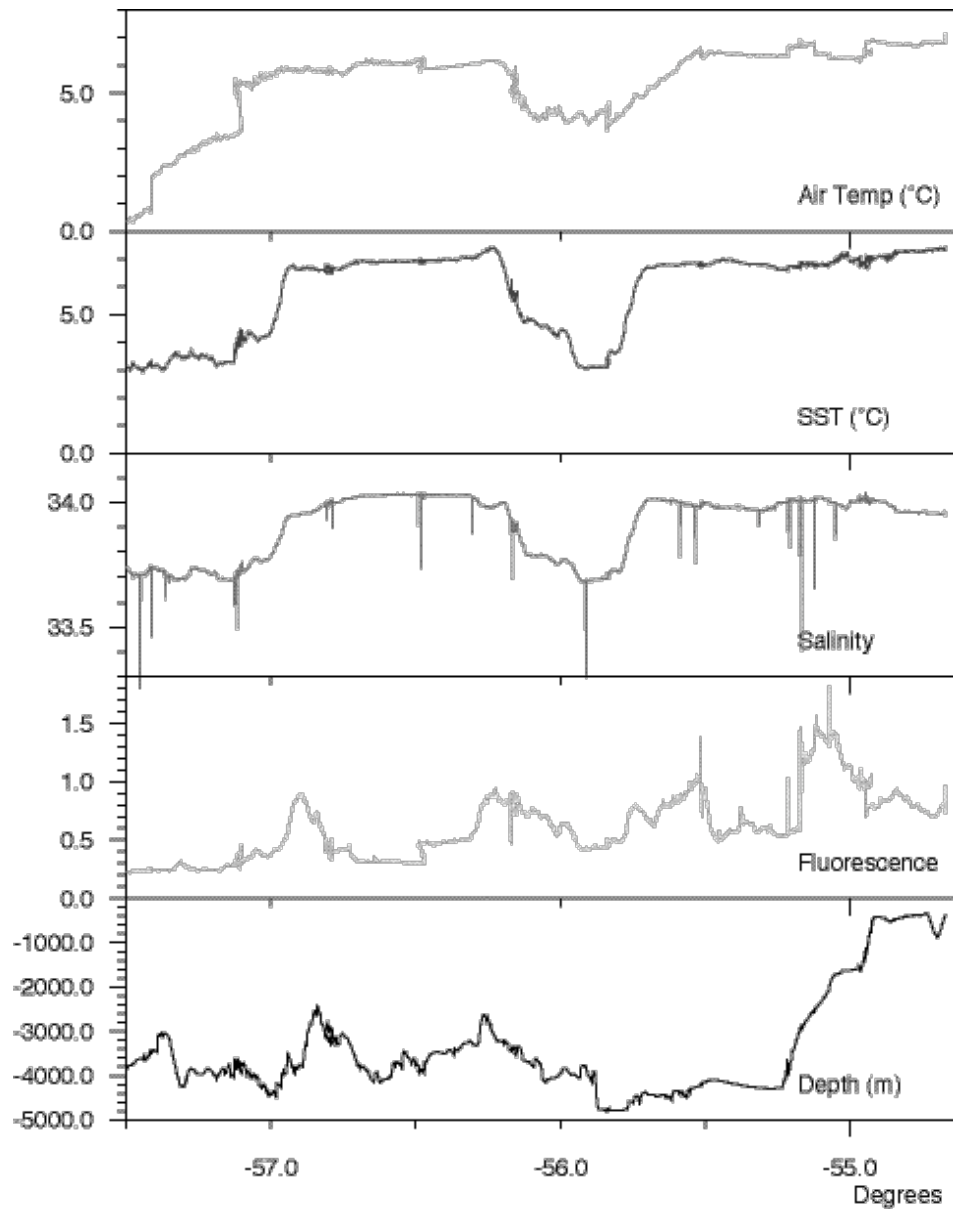 5.0
Air Temp (°C)
0.0
5.0
SST (°C)
0.0
34.0
33.5
Salinity
1.5
1.0
0.5
Fluorescence
0.0
-1000.0
-2000.0
-3000.0
-4000.0
Depth (m)
-5000.0
-57.0 -56.0 -55.0
Degrees